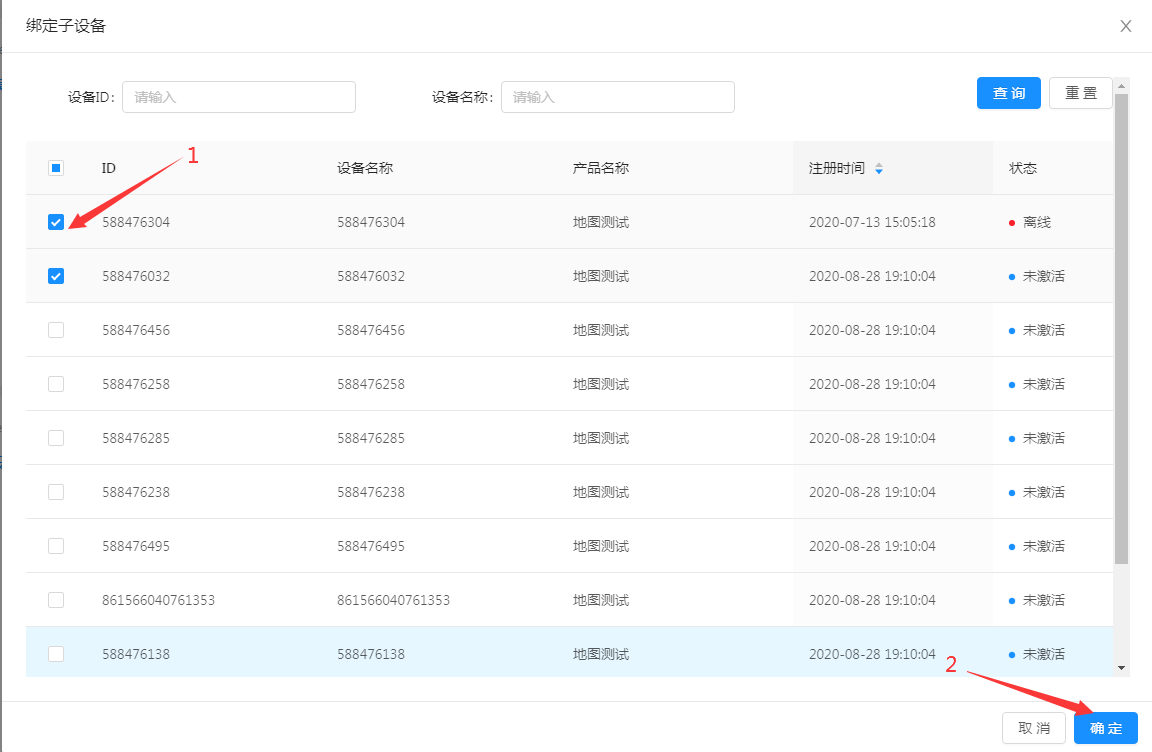 绑定子设备
设备ID: 请输入 设备名称: 请输入 查询 重置
1
ID 设备名称 产品名称 注册时间 状态
588476304 588476304 地图测试 2020-07-13 15:05:18 离线
588476032 588476032 地图测试 2020-08-28 19:10:04 未激活
588476456 588476456 地图测试 2020-08-28 19:10:04 未激活
588476258 588476258 地图测试 2020-08-28 19:10:04 未激活
588476285 588476285 地图测试 2020-08-28 19:10:04 未激活
588476238 588476238 地图测试 2020-08-28 19:10:04 未激活
588476495 588476495 地图测试 2020-08-28 19:10:04 未激活
861566040761353 861566040761353 地图测试 2020-08-28 19:10:04 未激活
588476138 588476138 地图测试 2020-08-28 19:10:04 未激活
2
取消 确定